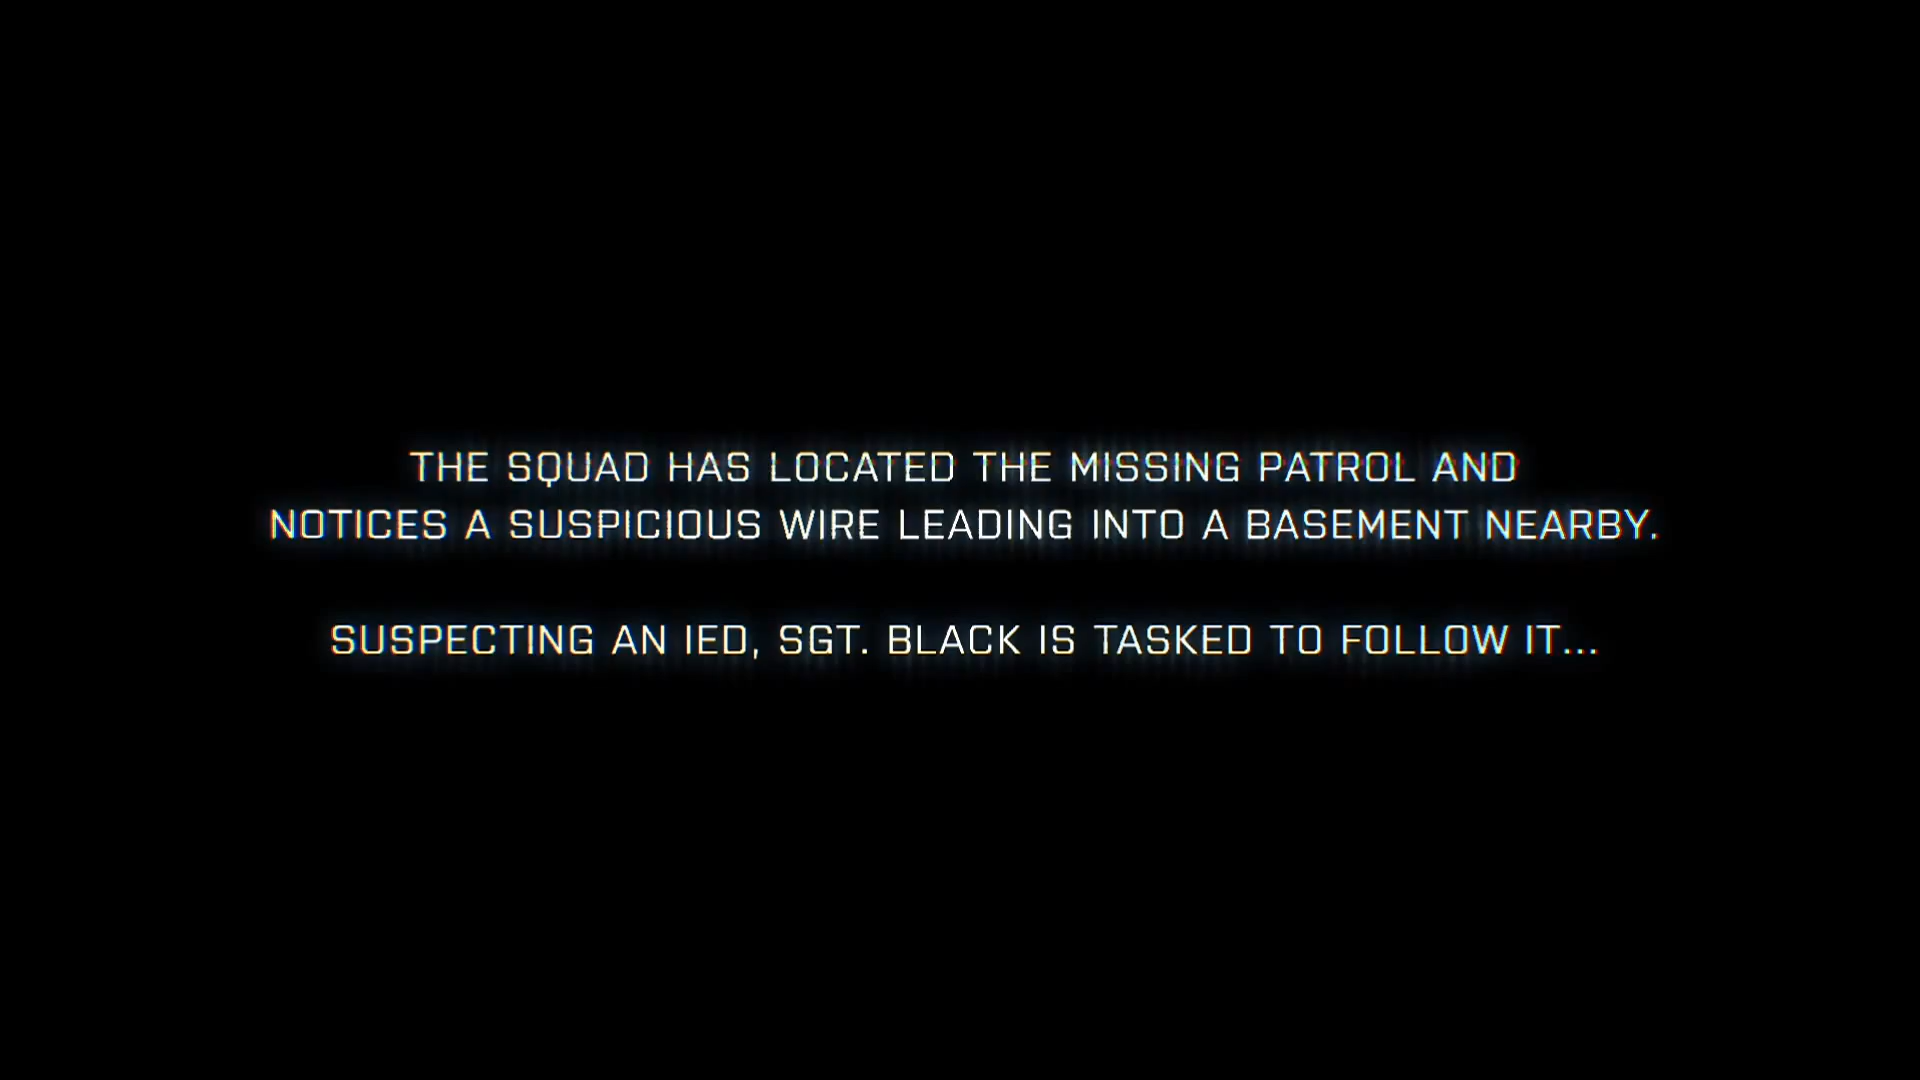 THE SQUAD HAS LOCATED THE MISSING PATROL AND
NOTICES A SUSPICIOUS WIRE LEADING INTO A BASEMENT NEARBY.
SUSPECTING AN IED, SGT. BLACK IS TASKED TO FOLLOW IT...